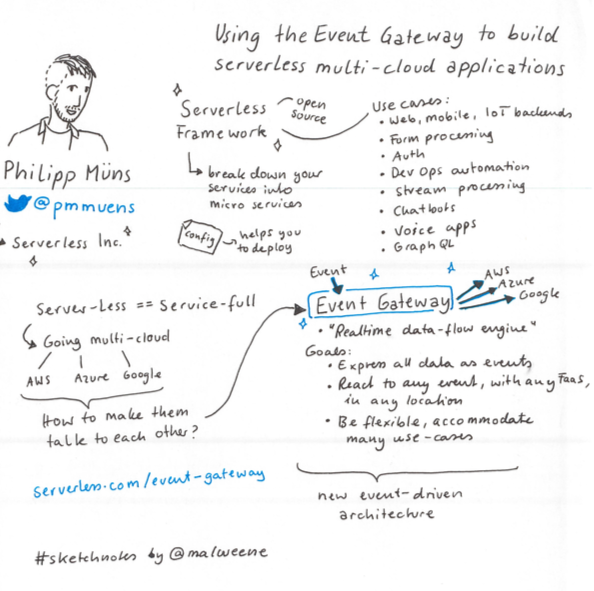 Using the Event Gateway to build
serverless multi-cloud applications
Philipp Müns
@pmmuens
Serverless Inc.
Serverless
Framework
open
source
break down your
services into
micro services
config
helps you
to deploy
Use cases:
• Web, mobile, IoT backends
• Form processing
• Auth
• Dev Ops automation
• Stream processing
• Chatbots
• Voice apps
• Graph QL
Server-Less == Service-full
Going multi-cloud
AWS Azure Google
How to make them
talk to each other?
serverless.com/event-gateway
Event
Event Gateway
AWS
Azure
Google
• "Realtime data-flow engine"
Goals:
• Express all data as events
• React to any event, with any FaaS,
in any location
• Be flexible, accommodate
many use-cases
new event-driven
architecture
#sketchnotes by @malweene